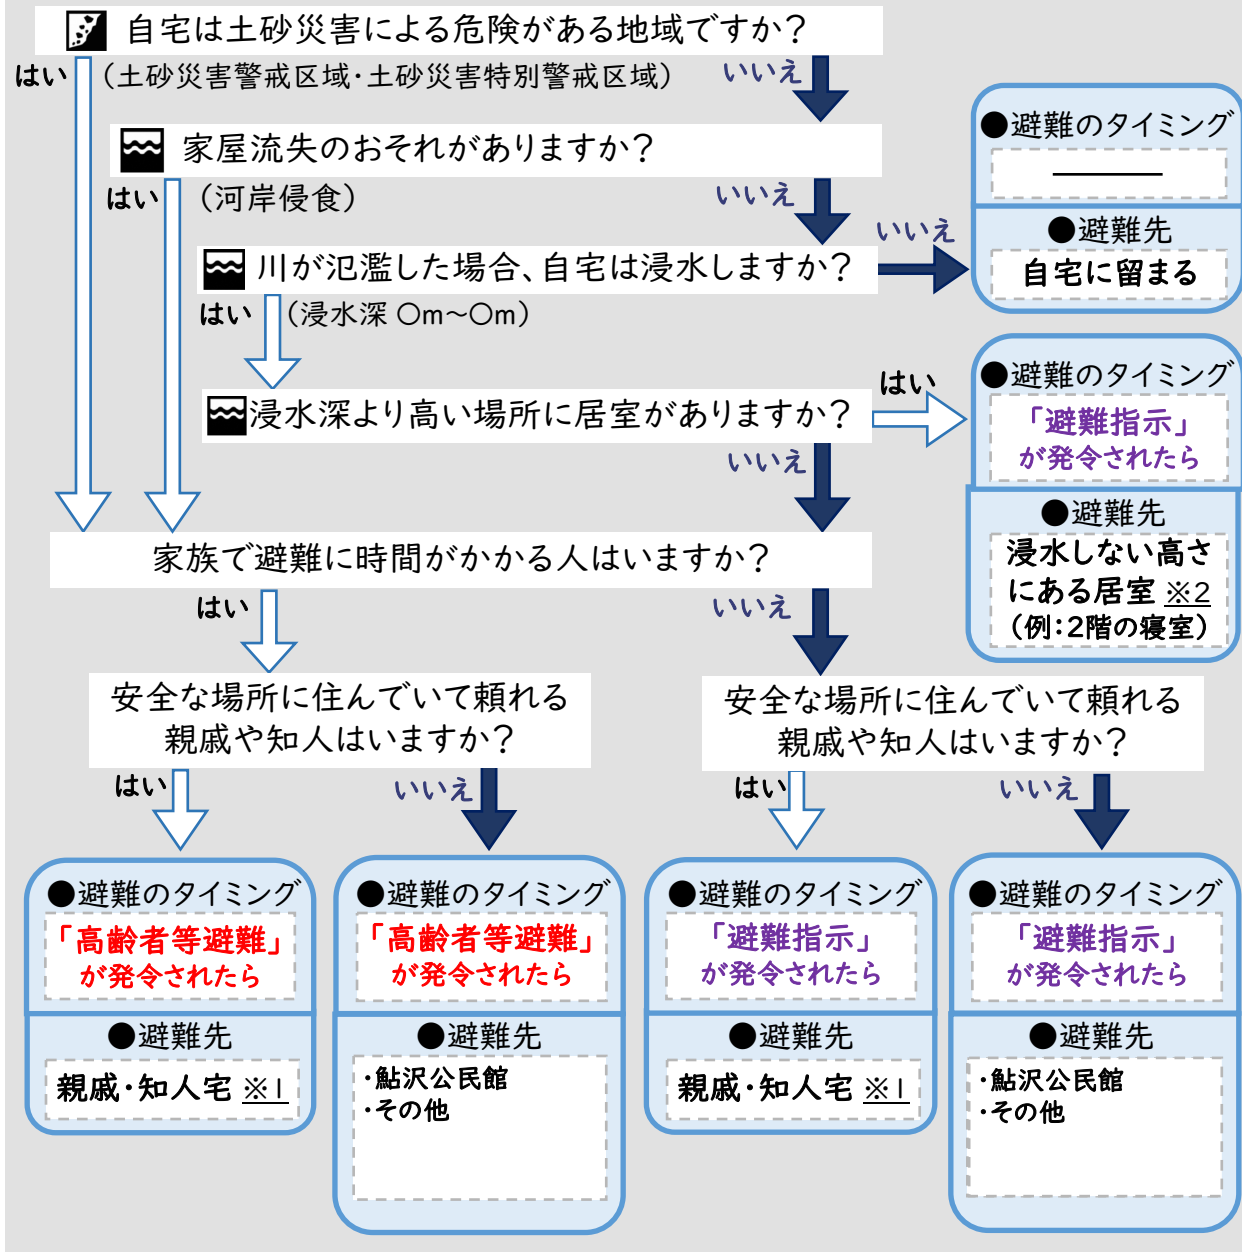 自宅は土砂災害による危険がある地域ですか？
はい
（土砂災害警戒区域・土砂災害特別警戒区域）
いいえ
家屋流失のおそれがありますか？
はい
（河岸侵食）
いいえ
川が氾濫した場合、自宅は浸水しますか？
いいえ
はい
（浸水深 〇m～〇m）
●避難のタイミング
●避難先
自宅に留まる
浸水深より高い場所に居室がありますか？
はい
いいえ
●避難のタイミング
「避難指示」
が発令されたら
●避難先
浸水しない高さ
にある居室 ※2
（例：2階の寝室）
家族で避難に時間がかかる人はいますか？
はい
いいえ
安全な場所に住んでいて頼れる
親戚や知人はいますか？
はい
いいえ
安全な場所に住んでいて頼れる
親戚や知人はいますか？
はい
いいえ
●避難のタイミング
「高齢者等避難」
が発令されたら
●避難先
親戚・知人宅 ※1
●避難のタイミング
「高齢者等避難」
が発令されたら
●避難先
・鮎沢公民館
・その他
●避難のタイミング
「避難指示」
が発令されたら
●避難先
親戚・知人宅 ※1
●避難のタイミング
「避難指示」
が発令されたら
●避難先
・鮎沢公民館
・その他